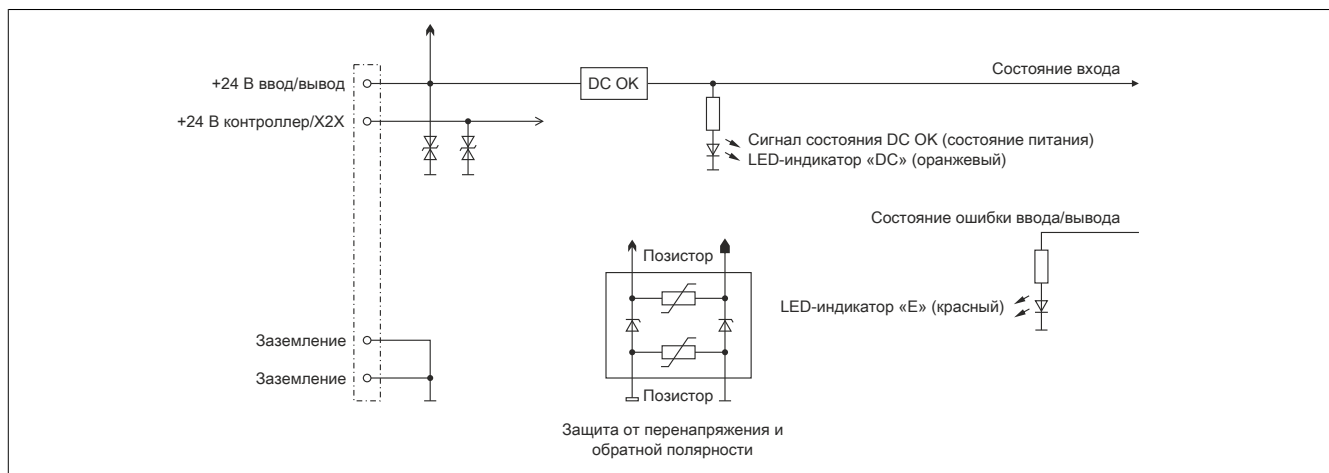 +24 В ввод/вывод
DC OK
Состояние входа
+24 В контроллер/X2X
Сигнал состояния DC OK (состояние питания)
LED-индикатор «DC» (оранжевый)
Состояние ошибки ввода/вывода
Позистор
LED-индикатор «E» (красный)
Заземление
Заземление
Позистор
Защита от перенапряжения и
обратной полярности